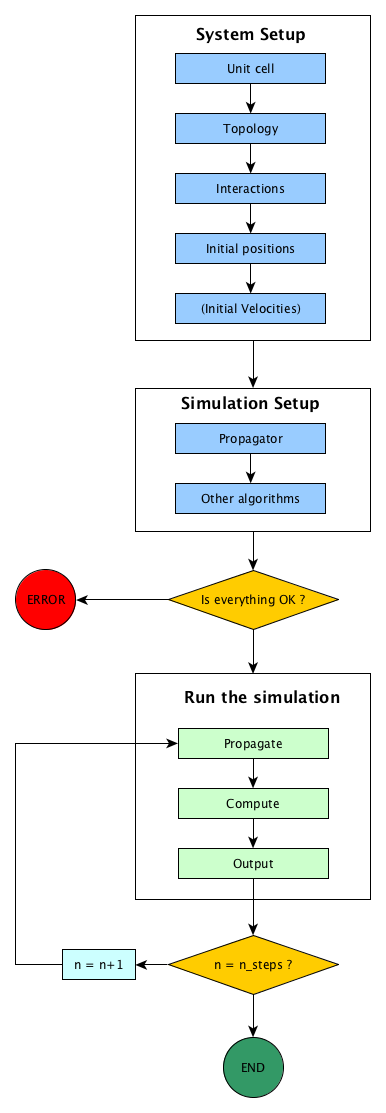 System Setup
Unit cell
Topology
Interactions
Initial positions
(Initial Velocities)
Simulation Setup
Propagator
Other algorithms
Is everything OK ?
ERROR
Run the simulation
Propagate
Compute
Output
n = n_steps ?
n = n+1
END